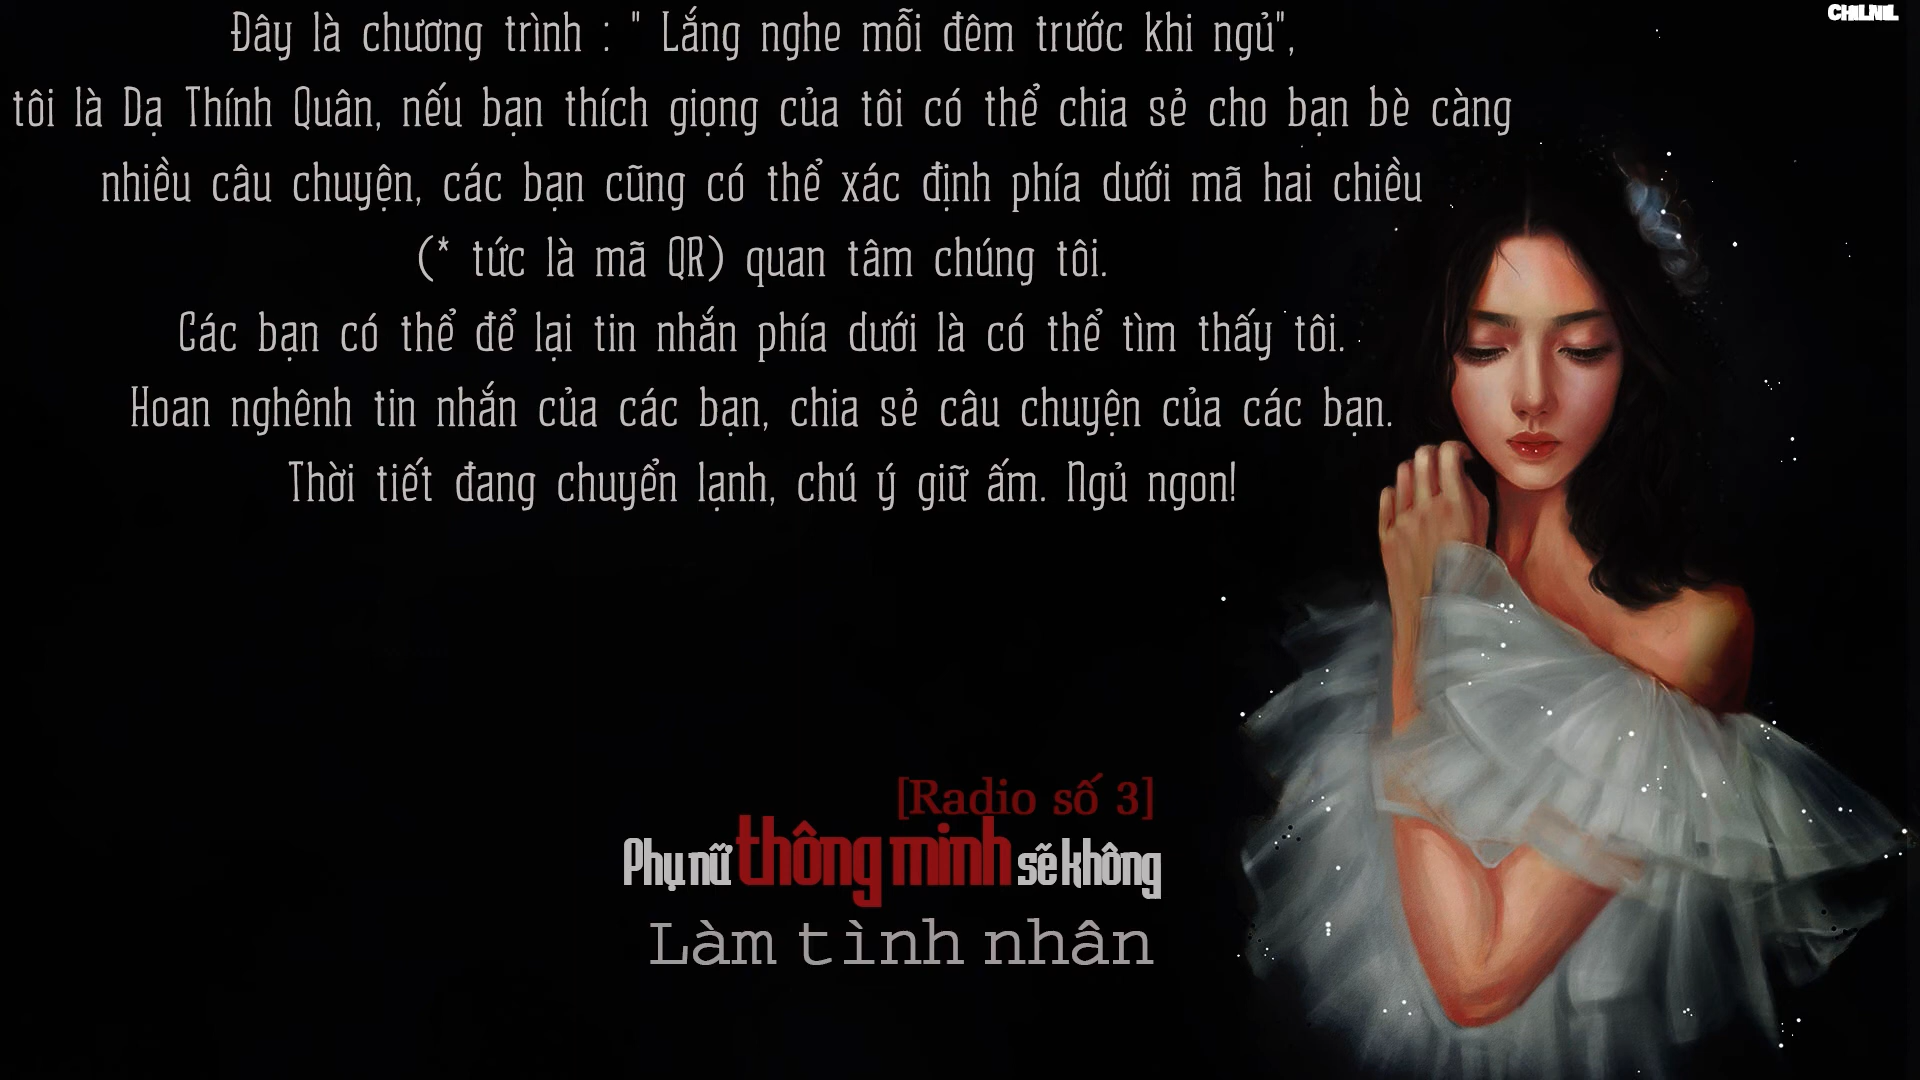 CHILNIL
Đây là chương trình : " Lắng nghe mỗi đêm trước khi ngủ",
tôi là Dạ Thính Quân, nếu bạn thích giọng của tôi có thể chia sẻ cho bạn bè càng
nhiều câu chuyện, các bạn cũng có thể xác định phía dưới mã hai chiều
(* tức là mã QR) quan tâm chúng tôi.
Các bạn có thể để lại tin nhắn phía dưới là có thể tìm thấy tôi.
Hoan nghênh tin nhắn của các bạn, chia sẻ câu chuyện của các bạn.
Thời tiết đang chuyển lạnh, chú ý giữ ấm. Ngủ ngon!
[Radio số 3]
Phụ nữ thông minh sẽ không
Làm tình nhân